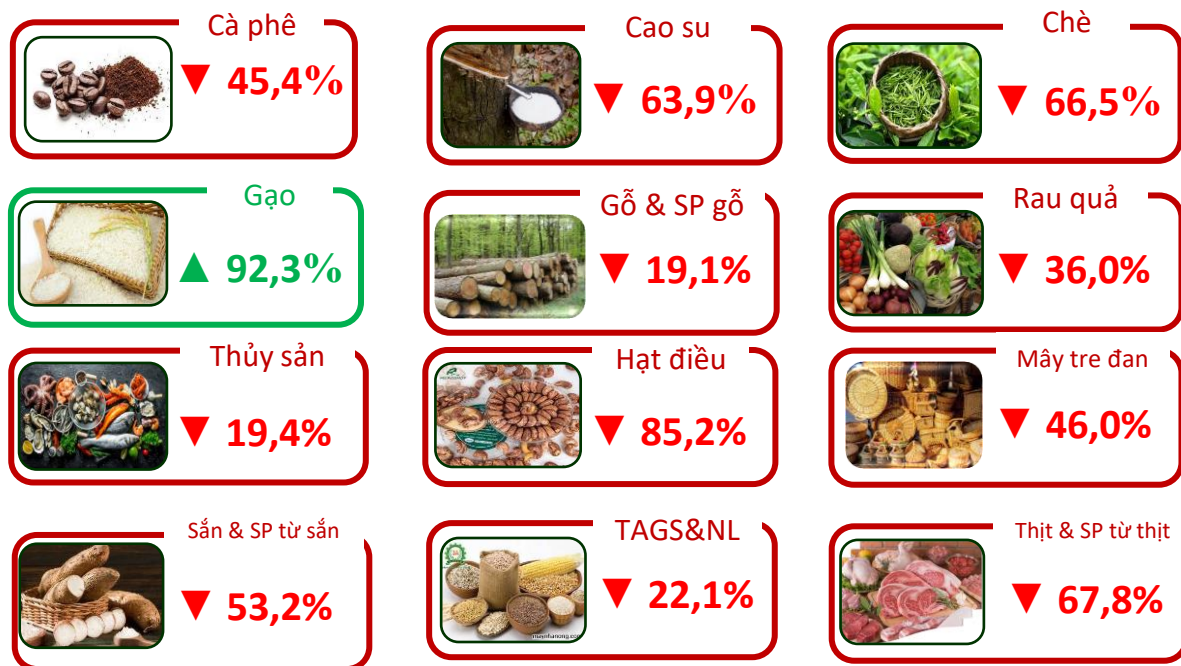 Cà phê
▼ 45,4%
Cao su
▼ 63,9%
Chè
▼ 66,5%
Gạo
▲ 92,3%
Gỗ & SP gỗ
▼ 19,1%
Rau quả
▼ 36,0%
Thủy sản
▼ 19,4%
Hạt điều
▼ 85,2%
Mây tre đan
▼ 46,0%
Sắn & SP từ sắn
▼ 53,2%
TAGS&NL
▼ 22,1%
Thịt & SP từ thịt
▼ 67,8%